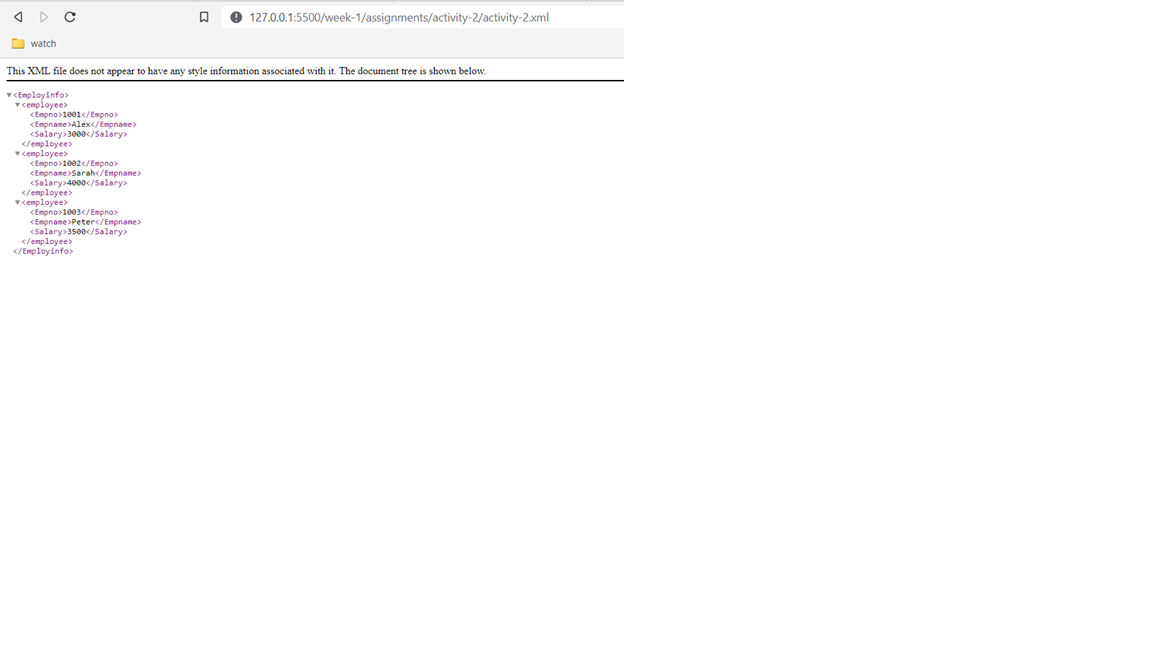 127.0.0.1:5500/week-1/assignments/activity-2/activity-2.xml
watch
This XML file does not appear to have any style information associated with it. The document tree is shown below.
▼<Employinfo>
▼<employee>
<Empno>1001</Empno>
<Empname>Alex</Empname>
<Salary>3000</Salary>
</employee>
▼<employee>
<Empno>1002</Empno>
<Empname>Sarah</Empname>
<Salary>4000</Salary>
</employee>
▼<employee>
<Empno>1003</Empno>
<Empname>Peter</Empname>
<Salary>3500</Salary>
</employee>
</Employinfo>